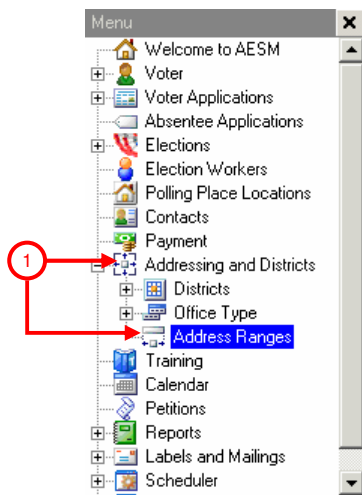 Menu
Welcome to AESM
Voter
Voter Applications
Absentee Applications
Elections
Election Workers
Polling Place Locations
Contacts
Payment
1
Addressing and Districts
Districts
Office Type
Address Ranges
Training
Calendar
Petitions
Reports
Labels and Mailings
Scheduler